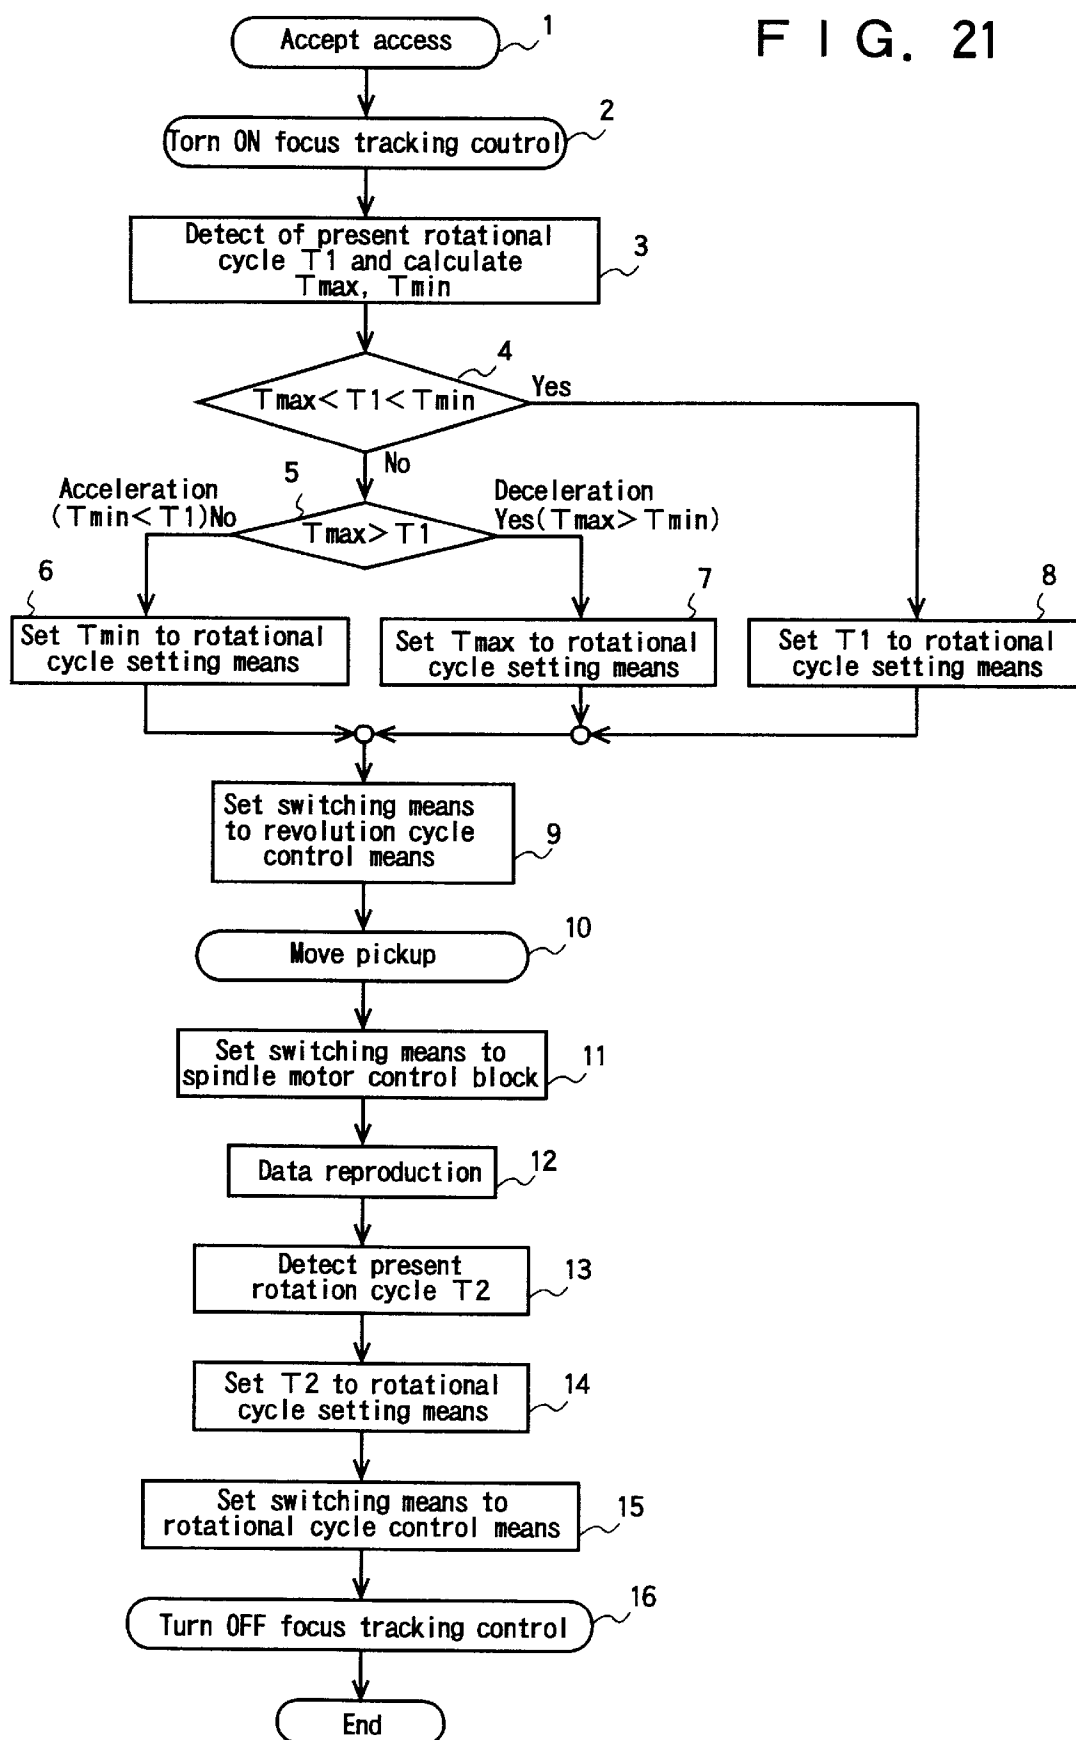 FIG. 21
Accept access
1
Torn ON focus tracking coutrol
2
Detect of present rotational
cycle T1 and calculate
Tmax, Tmin
3
4
Tmax<T1<Tmin
Yes
No
5
Acceleration
(Tmin<T1)No
Tmax>T1
Deceleration
Yes(Tmax>Tmin)
6
Set Tmin to rotational
cycle setting means
7
Set Tmax to rotational
cycle setting means
8
Set T1 to rotational
cycle setting means
Set switching means
to revolution cycle
control means
9
Move pickup
10
Set switching means to
spindle motor control block
11
Data reproduction
12
Detect present
rotation cycle T2
13
Set T2 to rotational
cycle setting means
14
Set switching means to
rotational cycle control means
15
Turn OFF focus tracking control
16
End